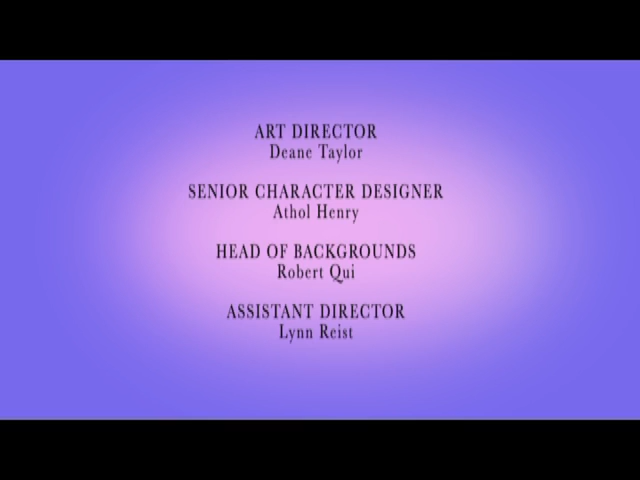 ART DIRECTOR
Deane Taylor
SENIOR CHARACTER DESIGNER
Athol Henry
HEAD OF BACKGROUNDS
Robert Qui
ASSISTANT DIRECTOR
Lynn Reist